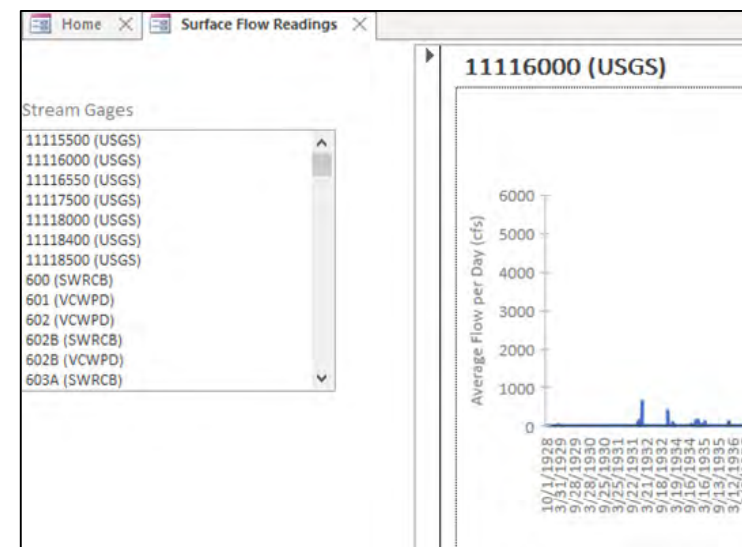 Home
Surface Flow Readings
Stream Gages
11115500 (USGS)
11116000 (USGS)
11116550 (USGS)
11117500 (USGS)
11118000 (USGS)
11118400 (USGS)
11118500 (USGS)
600 (SWRCB)
601 (VCWPD)
602 (VCWPD)
602B (SWRCB)
602B (VCWPD)
603A (SWRCB)
11116000 (USGS)
Average Flow per Day (cfs)
6000
5000
4000
3000
2000
1000
0
10/1/1928
3/31/1929
9/28/1929
3/28/1930
9/25/1930
3/25/1931
9/22/1931
3/21/1932
9/18/1932
3/19/1934
9/16/1934
3/16/1935
9/13/1935
3/12/1936